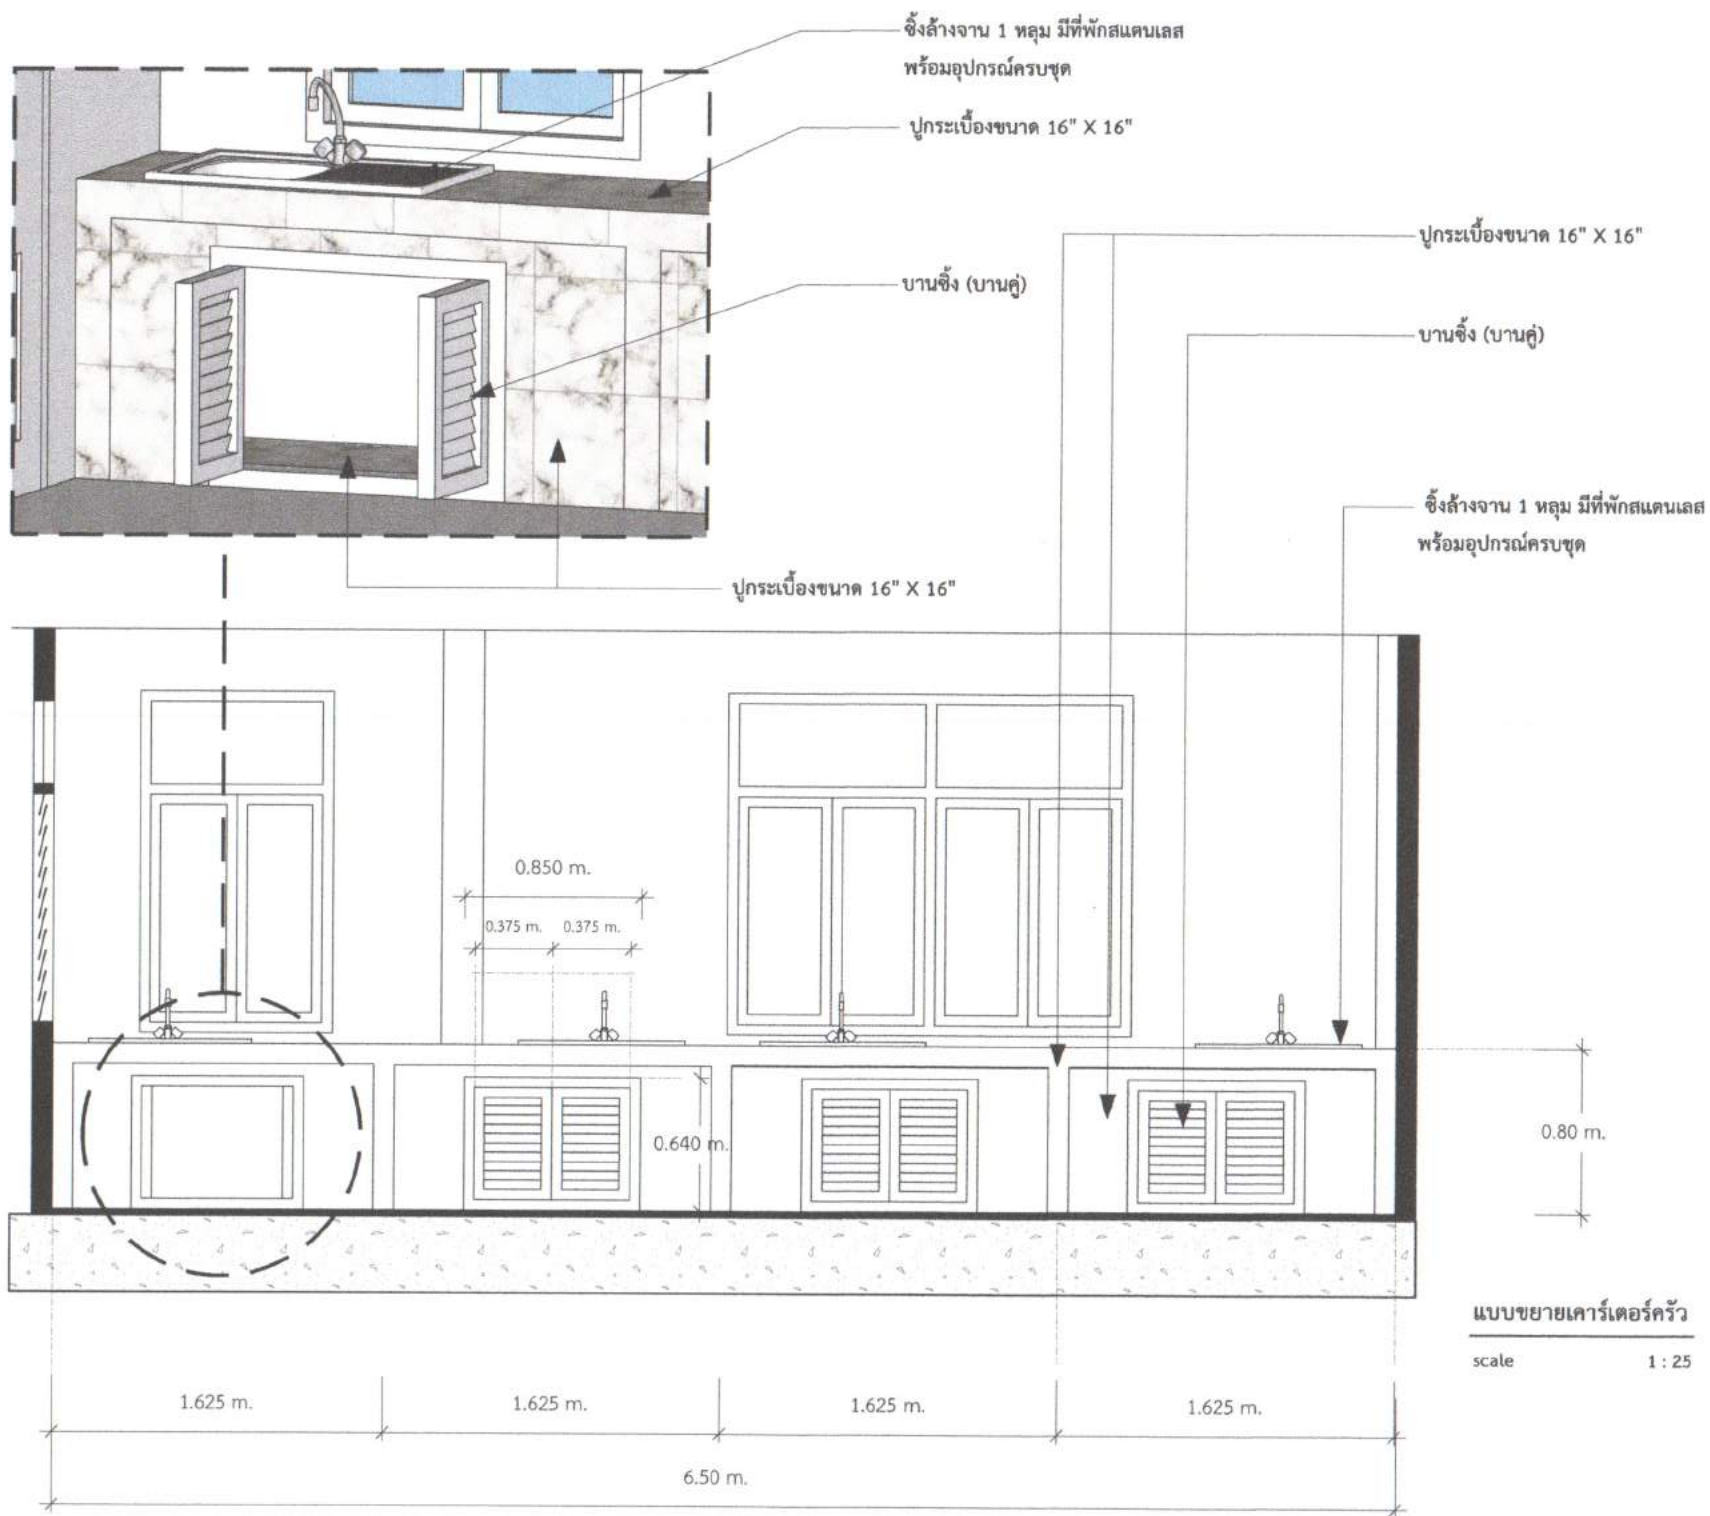 ซิ้งล้างจาน 1 หลุม มีที่พักสแตนเลส
พร้อมอุปกรณ์ครบชุด
ปูกระเบื้องขนาด 16" X 16"
ปูกระเบื้องขนาด 16" X 16"
บานซิ้ง (บานคู่)
บานซิ้ง (บานคู่)
ซิ้งล้างจาน 1 หลุม มีที่พักสแตนเลส
พร้อมอุปกรณ์ครบชุด
ปูกระเบื้องขนาด 16" X 16"
0.850 m.
0.375 m. 0.375 m.
0.640 m.
0.80 m.
แบบขยายเคาร์เตอร์ครัว
scale 1 : 25
1.625 m. 1.625 m. 1.625 m. 1.625 m.
6.50 m.